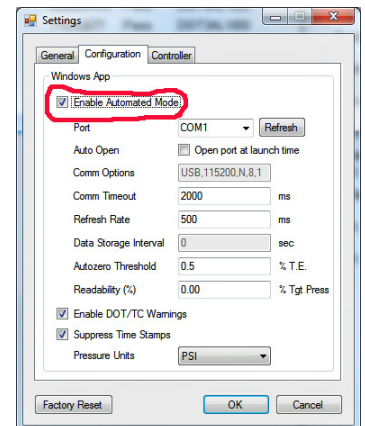 Settings
General Configuration Controller
Windows App
Enable Automated Mode
Port COM1 Refresh
Auto Open Open port at launch time
Comm Options USB,115200,N,8,1
Comm Timeout 2000 ms
Refresh Rate 500 ms
Data Storage Interval 0 sec
Autozero Threshold 0.5 % T.E.
Readability (%) 0.00 % Tgt Press
Enable DOT/TC Warnings
Suppress Time Stamps
Pressure Units PSI
Factory Reset OK Cancel